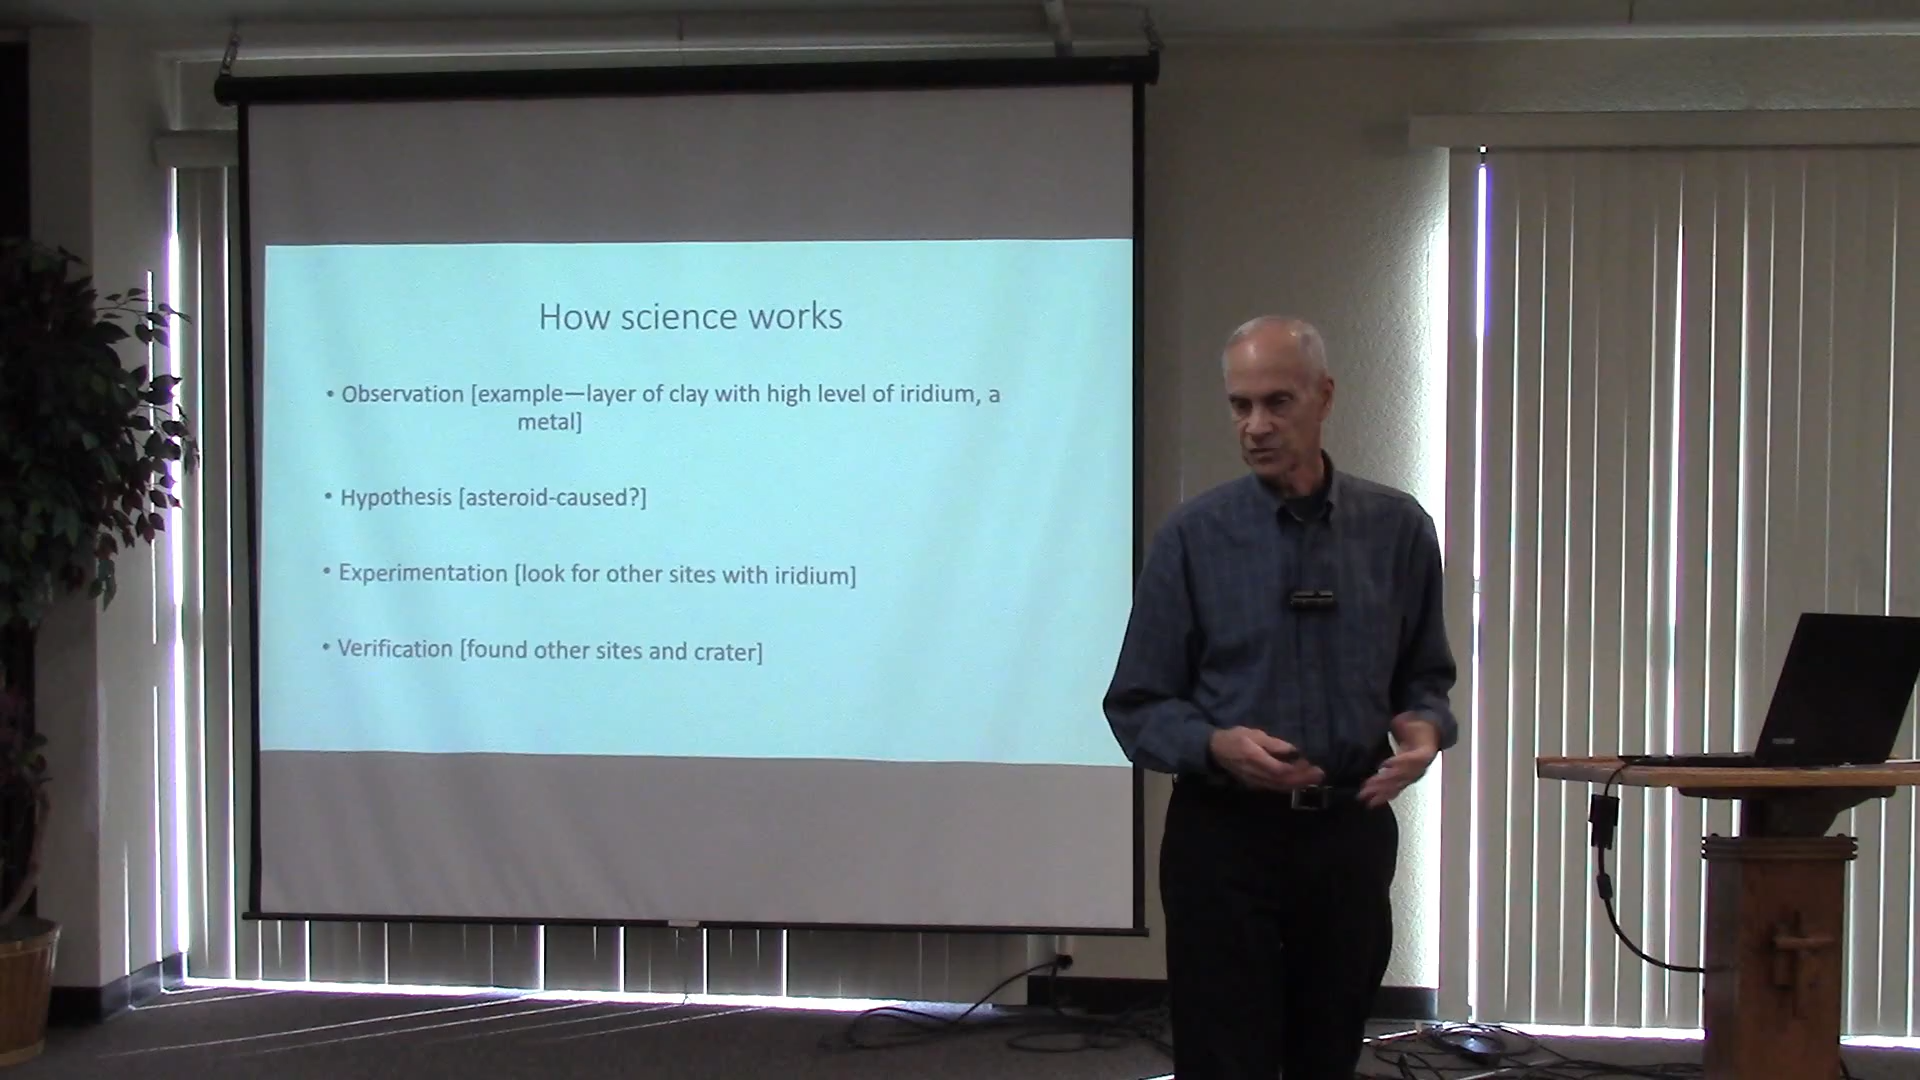 How science works
• Observation [example—layer of clay with high level of iridium, a
metal]
• Hypothesis [asteroid-caused?]
• Experimentation [look for other sites with iridium]
• Verification [found other sites and crater]